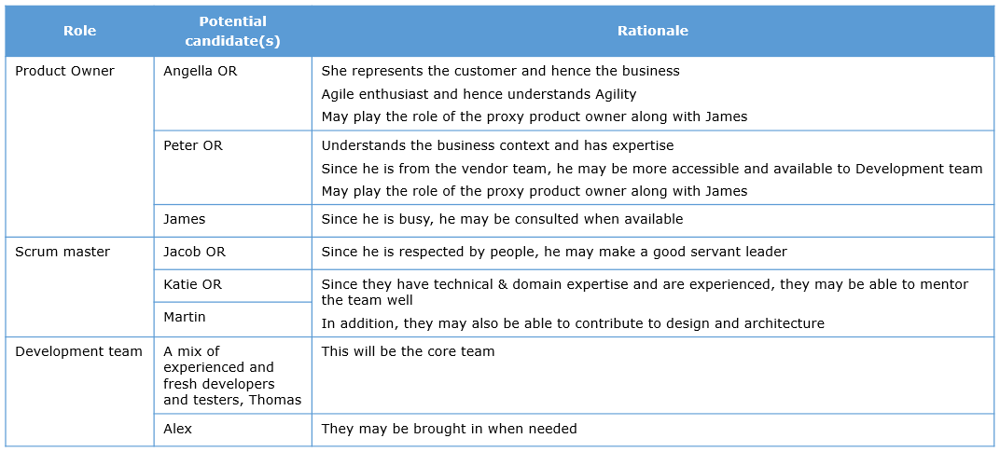 Role
Potential
candidate(s)
Rationale
Product Owner
Angella OR
She represents the customer and hence the business
Agile enthusiast and hence understands Agility
May play the role of the proxy product owner along with James
Peter OR
Understands the business context and has expertise
Since he is from the vendor team, he may be more accessible and available to Development team
May play the role of the proxy product owner along with James
James
Since he is busy, he may be consulted when available
Scrum master
Jacob OR
Since he is respected by people, he may make a good servant leader
Katie OR
Martin
Since they have technical & domain expertise and are experienced, they may be able to mentor
the team well
In addition, they may also be able to contribute to design and architecture
Development team
A mix of
experienced and
fresh developers
and testers, Thomas
This will be the core team
Alex
They may be brought in when needed